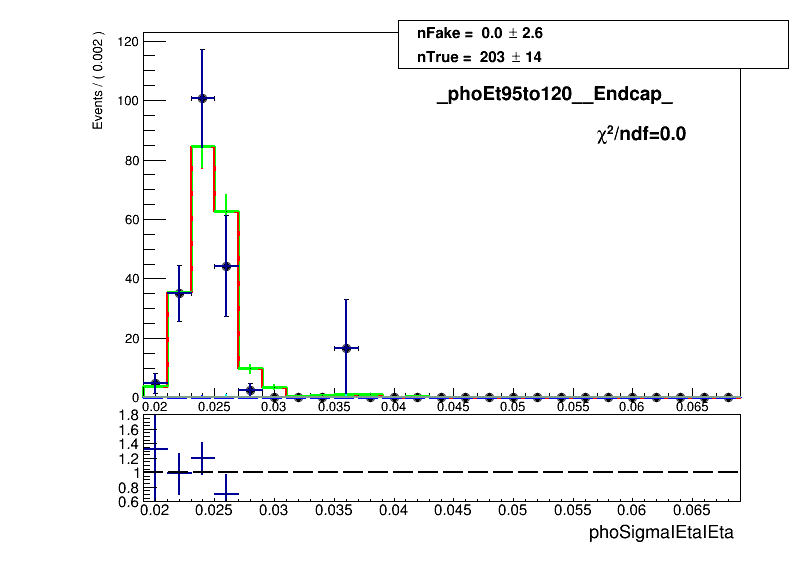 nFake = 0.0 ± 2.6
nTrue = 203 ± 14
_phoEt95to120__Endcap_
χ²/ndf=0.0
Events / ( 0.002 )
120
100
80
60
40
20
0
0.02 0.025 0.03 0.035 0.04 0.045 0.05 0.055 0.06 0.065
1.8
1.6
1.4
1.2
1
0.8
0.6
0.02 0.025 0.03 0.035 0.04 0.045 0.05 0.055 0.06 0.065
phoSigmaIEtaIEta